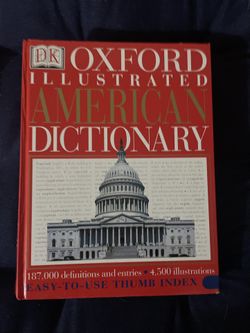 DK
OXFORD
ILLUSTRATED
AMERICAN
DICTIONARY
187,000 definitions and entries • 4,500 illustrations
EASY-TO-USE THUMB INDEX